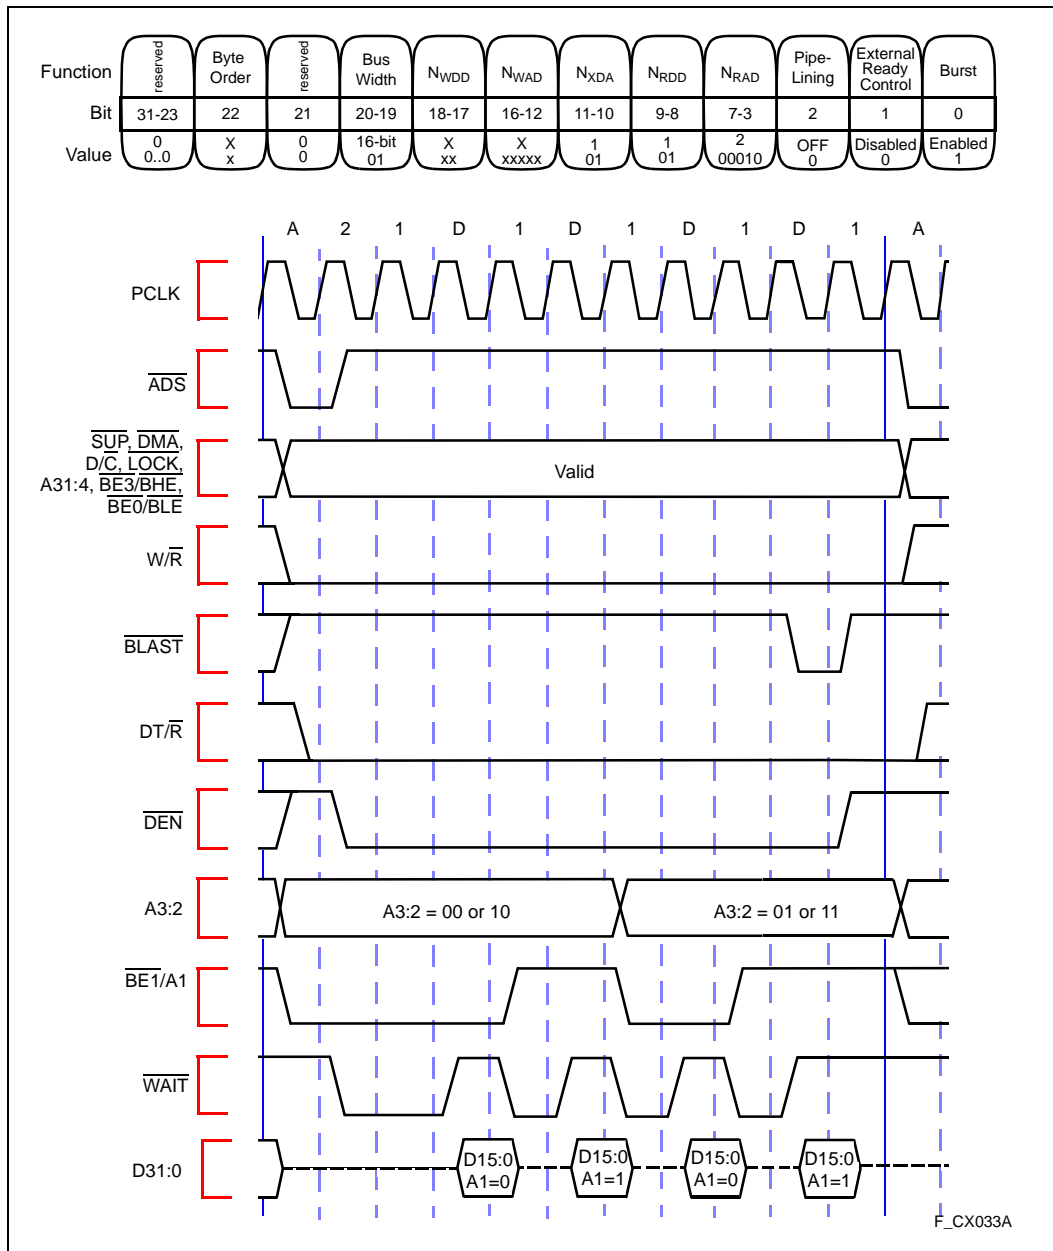 Function reserved Byte Order reserved Bus Width NWDD NWAD NXDA NRDD NRAD Pipe-Lining External Ready Control Burst
Bit 31-23 22 21 20-19 18-17 16-12 11-10 9-8 7-3 2 1 0
Value 0 X 0 16-bit X X 1 1 2 OFF Disabled Enabled
0..0 x 0 01 xx xxxxx 01 01 00010 0 0 1
A 2 1 D 1 D 1 D 1 D 1 A
PCLK
ADS
SUP, DMA,
D/C, LOCK,
A31:4, BE3/BHE,
BE0/BLE
Valid
W/R
BLAST
DT/R
DEN
A3:2 A3:2 = 00 or 10 A3:2 = 01 or 11
BE1/A1
WAIT
D31:0
D15:0 D15:0 D15:0 D15:0
A1=0 A1=1 A1=0 A1=1
F_CX033A